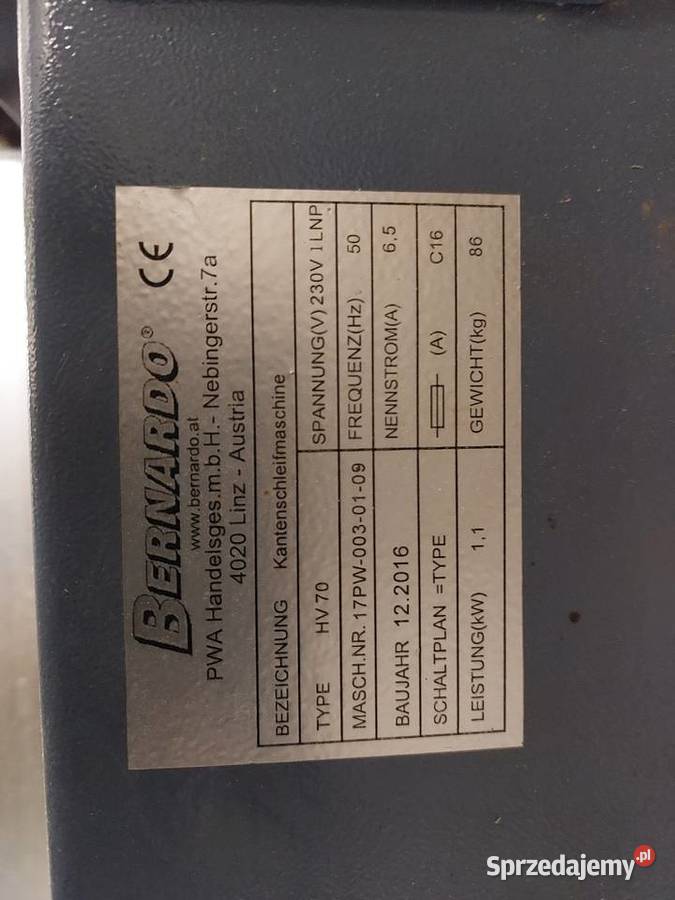 BERNARDO®
CE
www.bernardo.at
PWA Handelsges.m.b.H.- Nebingerstr.7a
4020 Linz - Austria
BEZEICHNUNG Kantenschleifmaschine
TYPE HV 70 SPANNUNG(V) 230V 1LNP
MASCH.NR. 17PW-003-01-09 FREQUENZ(Hz) 50
BAUJAHR 12.2016 NENNSTROM(A) 6,5
SCHALTPLAN =TYPE (A) C16
LEISTUNG(kW) 1,1 GEWICHT(kg) 86
Sprzedajemy.pl